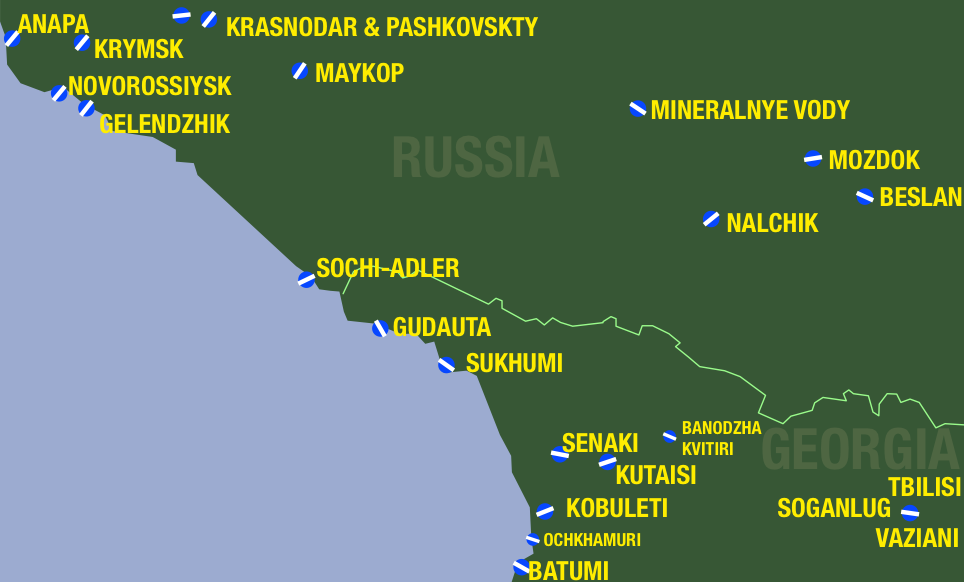 ANAPA
KRASNODAR & PASHKOVSKTY
KRYMSK
MAYKOP
NOVOROSSIYSK
GELENDZHIK
MINERALNYE VODY
RUSSIA
MOZDOK
BESLAN
NALCHIK
SOCHI-ADLER
GUDAUTA
SUKHUMI
BANODZHA
KVITIRI
SENAKI
GEORGIA
KUTAISI
TBILISI
KOBULETI
SOGANLUG
OCHKHAMURI
VAZIANI
BATUMI